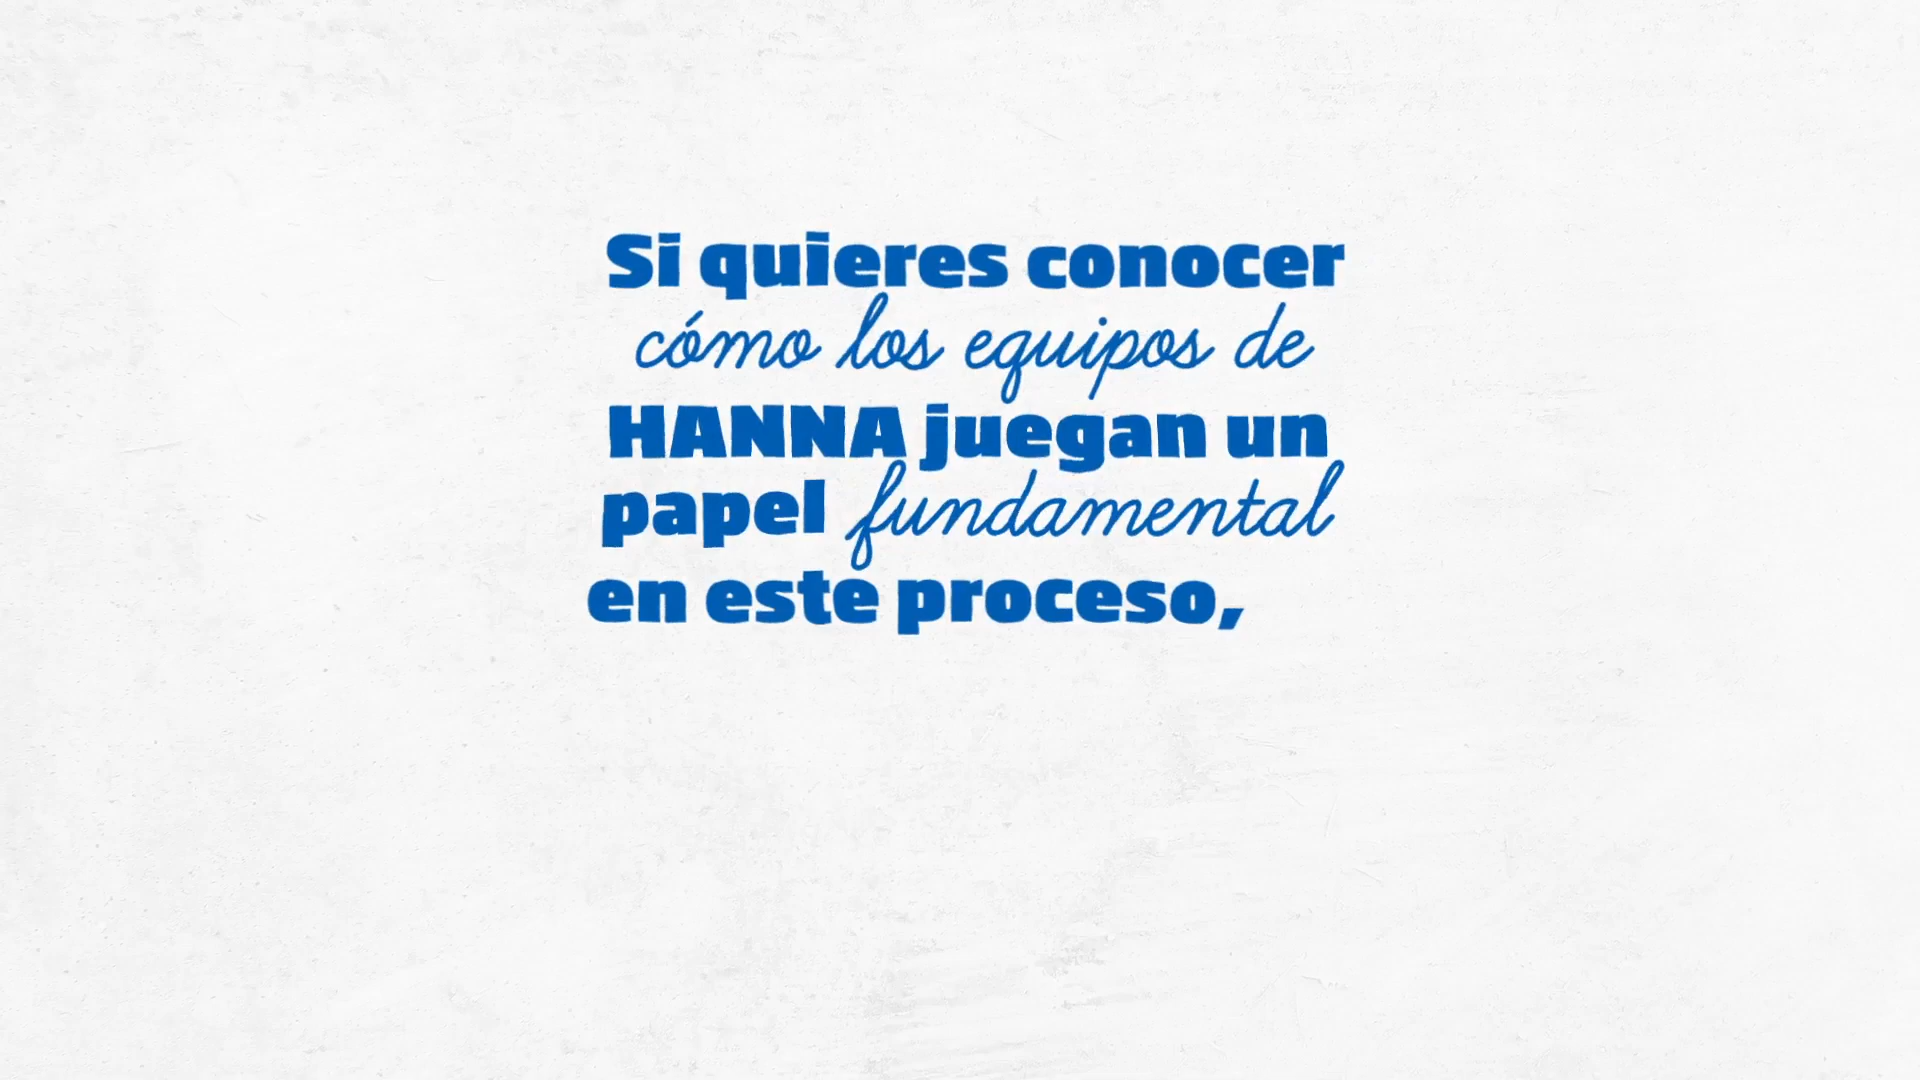 Si quieres conocer
cómo los equipos de
HANNA juegan un
papel fundamental
en este proceso,